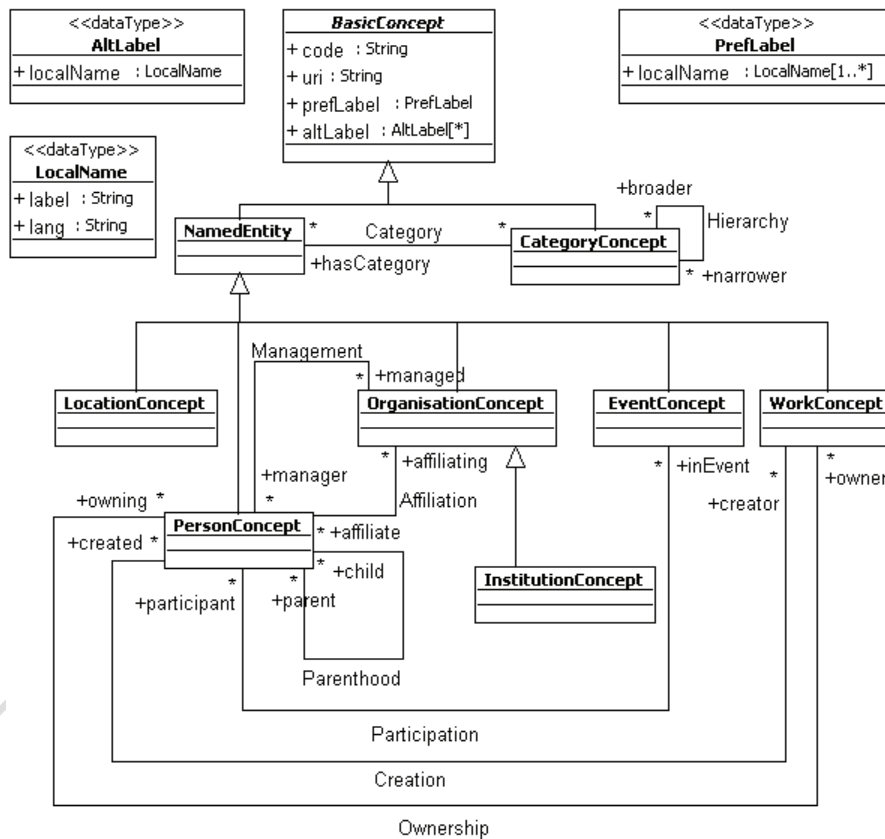 <<dataType>>
AltLabel
+ localName : LocalName
BasicConcept
+ code : String
+ uri : String
+ prefLabel : PrefLabel
+ altLabel : AltLabel[*]
<<dataType>>
PrefLabel
+ localName : LocalName[1..*]
<<dataType>>
LocalName
+ label : String
+ lang : String
NamedEntity
* Category *
+hasCategory
CategoryConcept
+broader
* Hierarchy
* +narrower
Management
* +managed
LocationConcept
OrganisationConcept
EventConcept
WorkConcept
+manager
*
* +affiliating
Affiliation
* +inEvent
*
+creator
*
+owner
+owning *
+created *
PersonConcept
* +affiliate
* +child
*
+participant
*
+parent
InstitutionConcept
Parenthood
Participation
Creation
Ownership